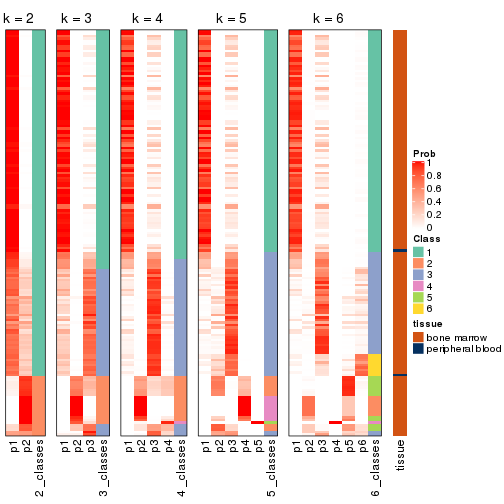 k = 2 k = 3 k = 4 k = 5 k = 6
Prob
1
0.8
0.6
0.4
0.2
0
Class
1
2
3
4
5
6
tissue
bone marrow
peripheral blood
p1 p2 2_classes p1 p2 p3 3_classes p1 p2 p3 p4 4_classes p1 p2 p3 p4 p5 5_classes p1 p2 p3 p4 p5 p6 6_classes tissue